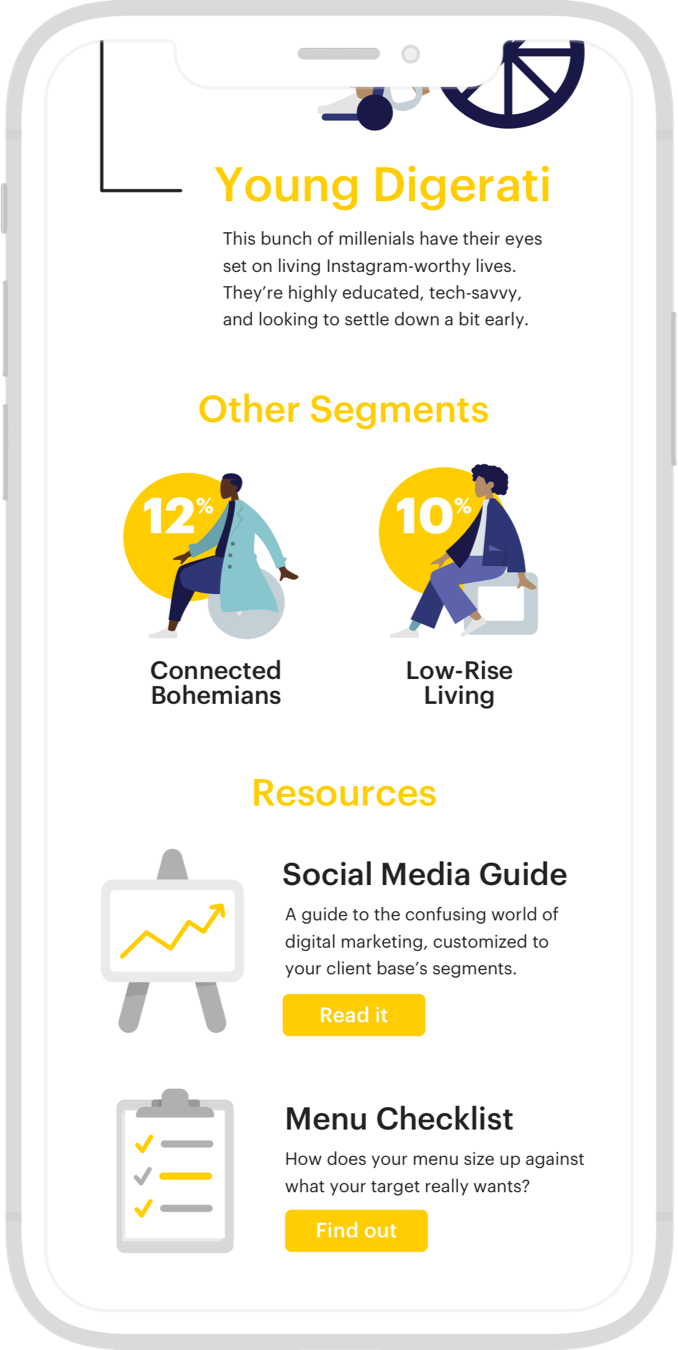 Young Digerati
This bunch of millenials have their eyes
set on living Instagram-worthy lives.
They're highly educated, tech-savvy,
and looking to settle down a bit early.
Other Segments
12%
10%
Connected
Bohemians
Low-Rise
Living
Resources
Social Media Guide
A guide to the confusing world of
digital marketing, customized to
your client base's segments.
Read it
Menu Checklist
How does your menu size up against
what your target really wants?
Find out